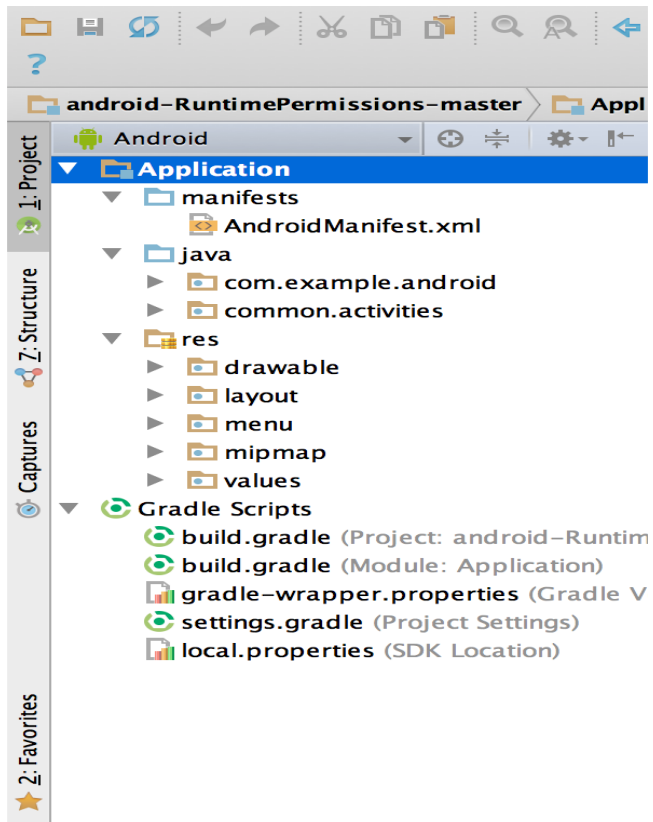 ?
android-RuntimePermissions-master
Appl
Android
1: Project
7: Structure
Captures
2: Favorites
Application
manifests
AndroidManifest.xml
java
com.example.android
common.activities
res
drawable
layout
menu
mipmap
values
Gradle Scripts
build.gradle (Project: android-Runtim
build.gradle (Module: Application)
gradle-wrapper.properties (Gradle V
settings.gradle (Project Settings)
local.properties (SDK Location)